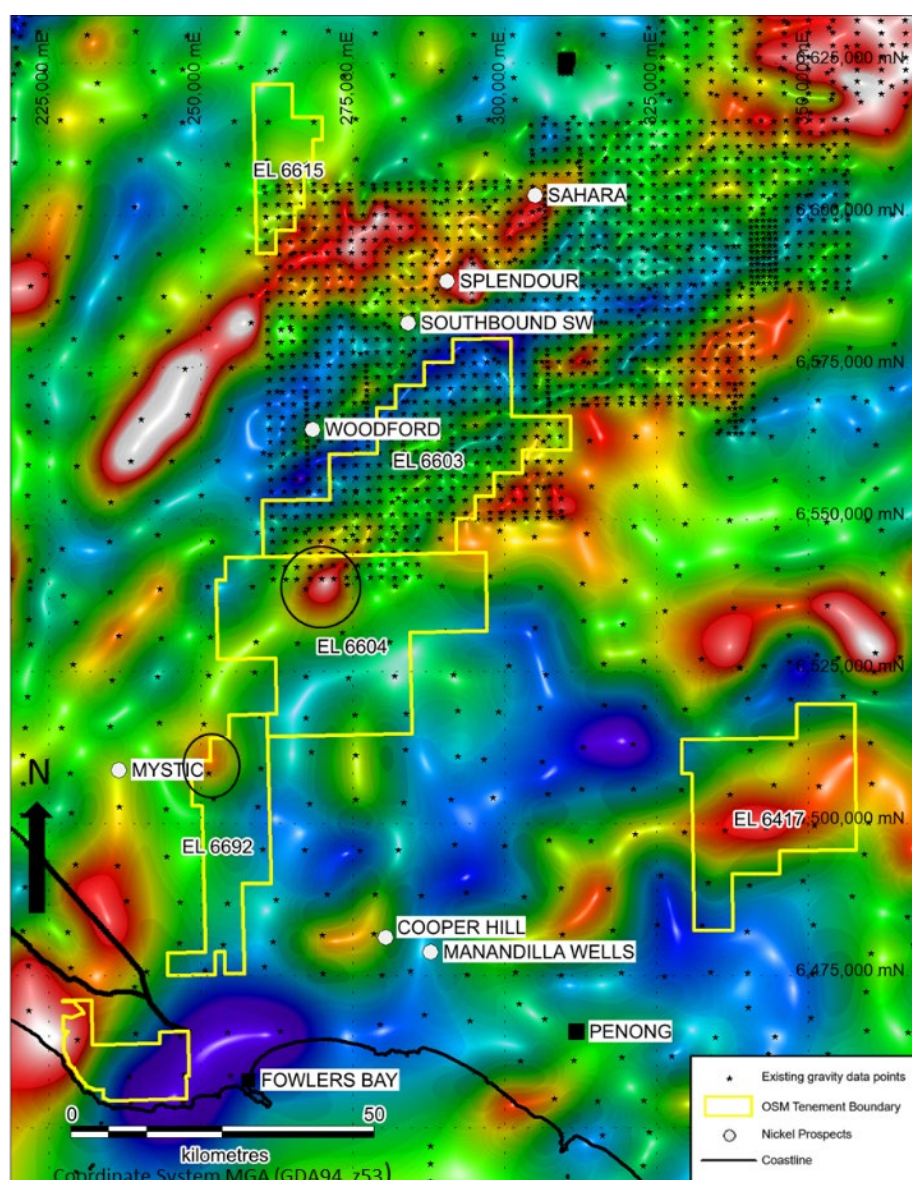 225,000 mE
250,000 mE
275,000 mE
300,000 mE
325,000 mE
350,000 mE
6,625,000 mN
EL 6615
SAHARA
6,600,000 mN
SPLENDOUR
SOUTHBOUND SW
6,575,000 mN
WOODFORD
EL 6603
6,550,000 mN
EL 6604
6,525,000 mN
MYSTIC
N
6,500,000 mN
EL 6417
EL 6692
COOPER HILL
MANANDILLA WELLS
6,475,000 mN
PENONG
FOWLERS BAY
0 50
kilometres
Coordinate System MGA (GDA94, z53)
Existing gravity data points
OSM Tenement Boundary
Nickel Prospects
Coastline